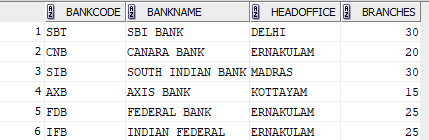 BANKCODE BANKNAME HEADOFFICE BRANCHES
1 SBT SBI BANK DELHI 30
2 CNB CANARA BANK ERNAKULAM 20
3 SIB SOUTH INDIAN BANK MADRAS 30
4 AXB AXIS BANK KOTTAYAM 15
5 FDB FEDERAL BANK ERNAKULAM 25
6 IFB INDIAN FEDERAL ERNAKULAM 25